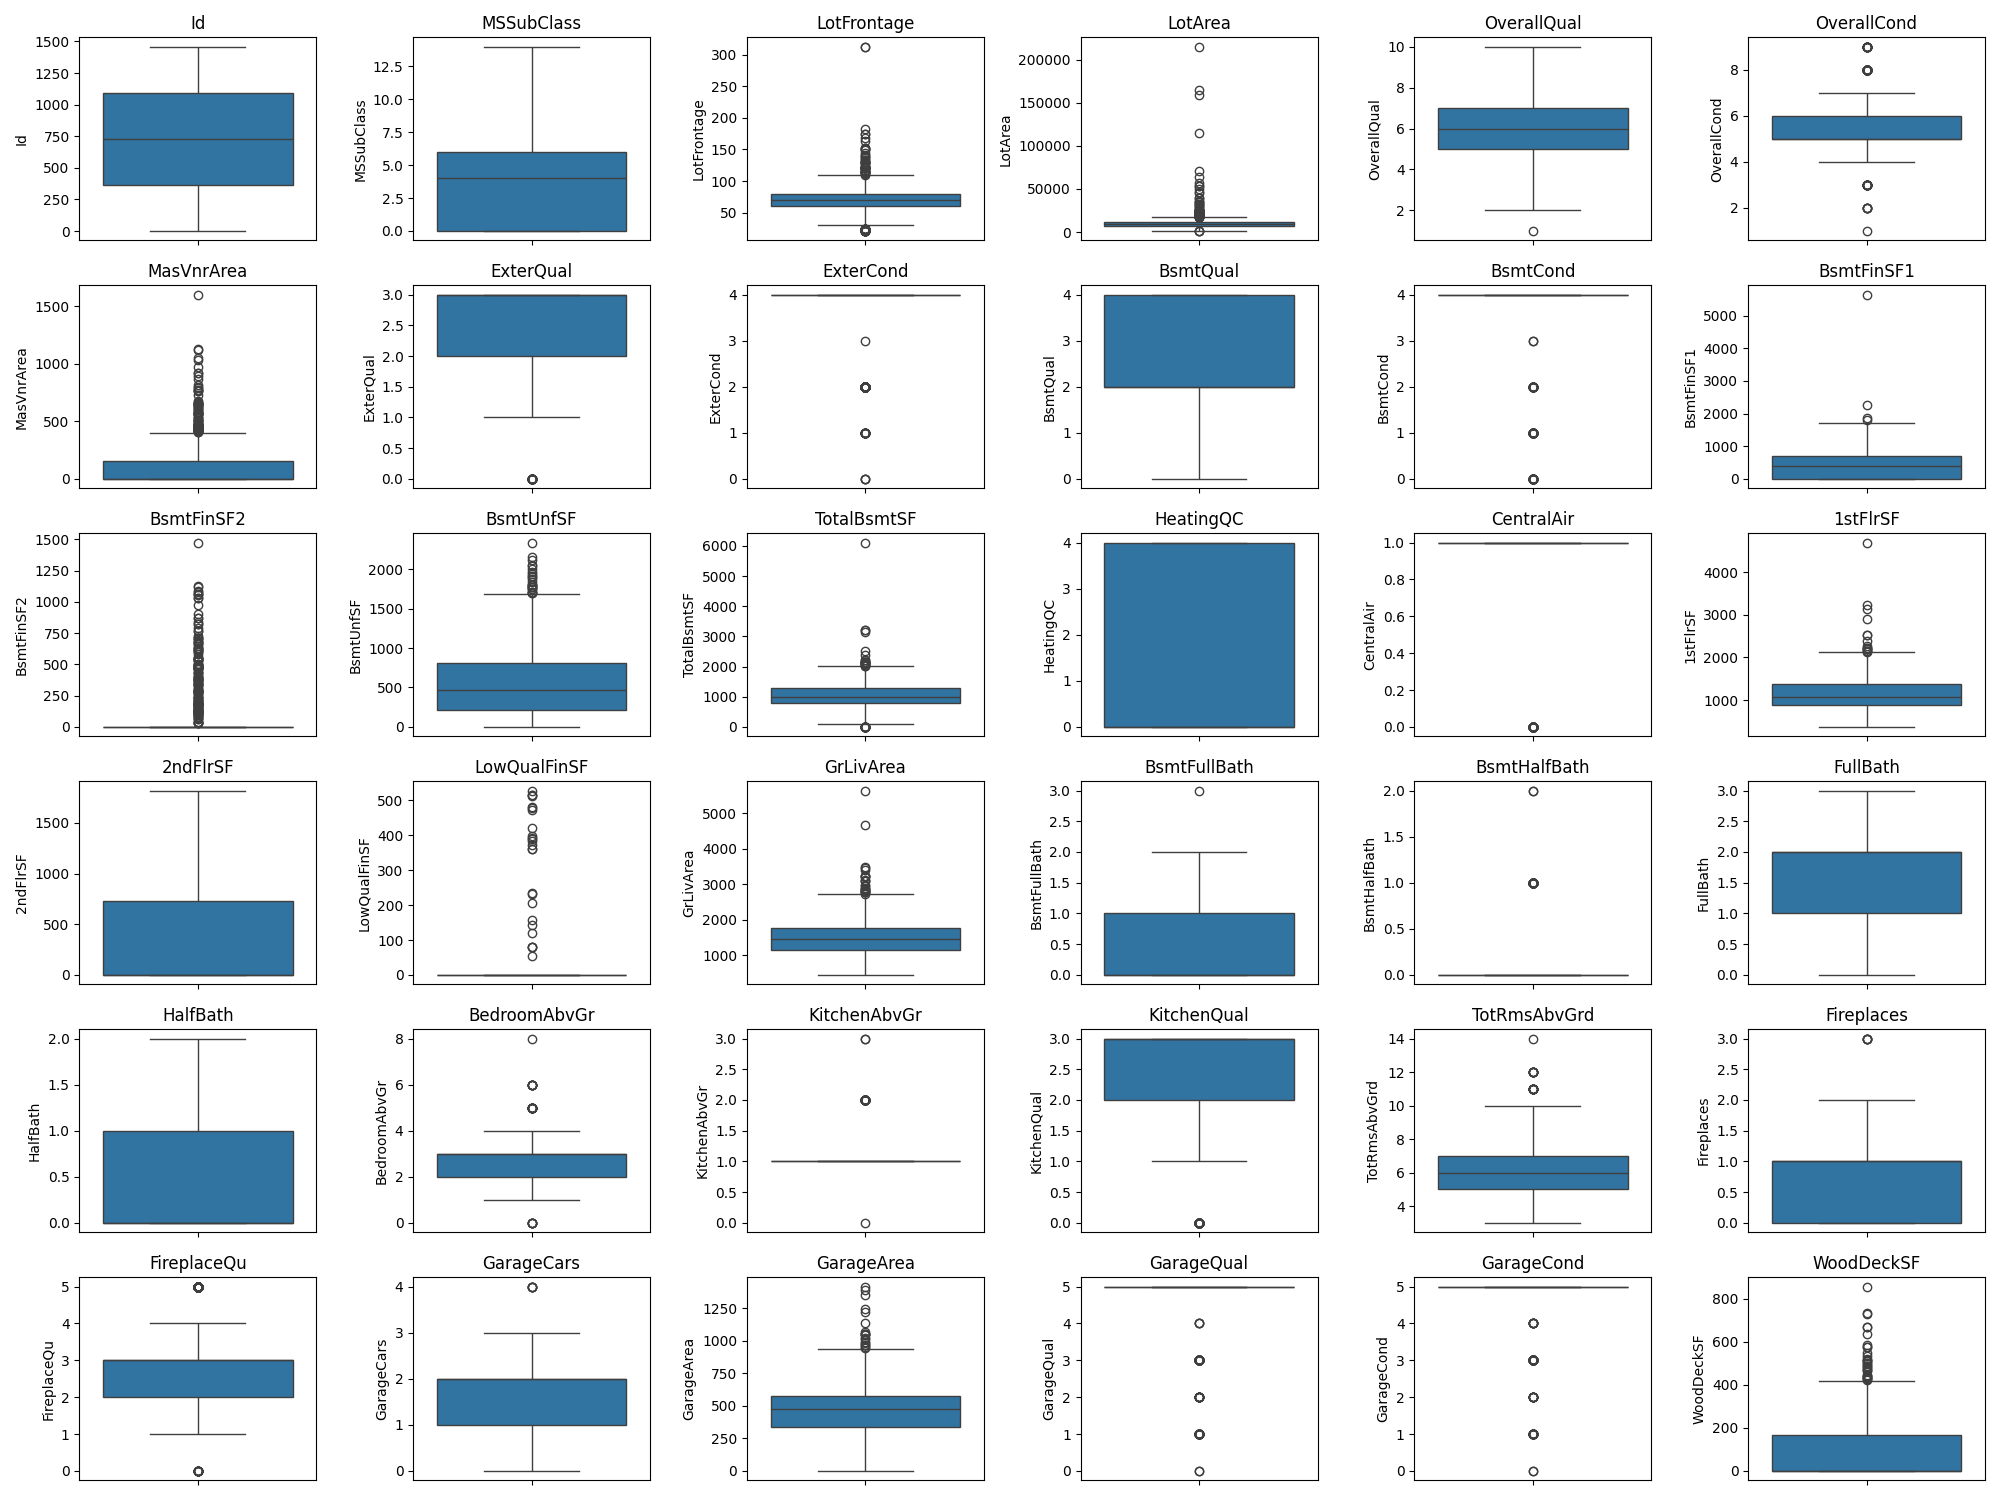 Id
1500
1250
1000
750
500
250
0
Id
MSSubClass
12.5
10.0
7.5
5.0
2.5
0.0
MSSubClass
LotFrontage
300
250
200
150
100
50
LotFrontage
LotArea
200000
150000
100000
50000
0
LotArea
OverallQual
10
8
6
4
2
OverallQual
OverallCond
8
6
4
2
OverallCond
MasVnrArea
1500
1000
500
0
MasVnrArea
ExterQual
3.0
2.5
2.0
1.5
1.0
0.5
0.0
ExterQual
ExterCond
4
3
2
1
0
ExterCond
BsmtQual
4
3
2
1
0
BsmtQual
BsmtCond
4
3
2
1
0
BsmtCond
BsmtFinSF1
5000
4000
3000
2000
1000
0
BsmtFinSF1
BsmtFinSF2
1500
1250
1000
750
500
250
0
BsmtFinSF2
BsmtUnfSF
2000
1500
1000
500
0
BsmtUnfSF
TotalBsmtSF
6000
5000
4000
3000
2000
1000
0
TotalBsmtSF
HeatingQC
4
3
2
1
0
HeatingQC
CentralAir
1.0
0.8
0.6
0.4
0.2
0.0
CentralAir
1stFlrSF
4000
3000
2000
1000
1stFlrSF
2ndFlrSF
1500
1000
500
0
2ndFlrSF
LowQualFinSF
500
400
300
200
100
0
LowQualFinSF
GrLivArea
5000
4000
3000
2000
1000
GrLivArea
BsmtFullBath
3.0
2.5
2.0
1.5
1.0
0.5
0.0
BsmtFullBath
BsmtHalfBath
2.0
1.5
1.0
0.5
0.0
BsmtHalfBath
FullBath
3.0
2.5
2.0
1.5
1.0
0.5
0.0
FullBath
HalfBath
2.0
1.5
1.0
0.5
0.0
HalfBath
BedroomAbvGr
8
6
4
2
0
BedroomAbvGr
KitchenAbvGr
3.0
2.5
2.0
1.5
1.0
0.5
0.0
KitchenAbvGr
KitchenQual
3.0
2.5
2.0
1.5
1.0
0.5
0.0
KitchenQual
TotRmsAbvGrd
14
12
10
8
6
4
TotRmsAbvGrd
Fireplaces
3.0
2.5
2.0
1.5
1.0
0.5
0.0
Fireplaces
FireplaceQu
5
4
3
2
1
0
FireplaceQu
GarageCars
4
3
2
1
0
GarageCars
GarageArea
1250
1000
750
500
250
0
GarageArea
GarageQual
5
4
3
2
1
0
GarageQual
GarageCond
5
4
3
2
1
0
GarageCond
WoodDeckSF
800
600
400
200
0
WoodDeckSF